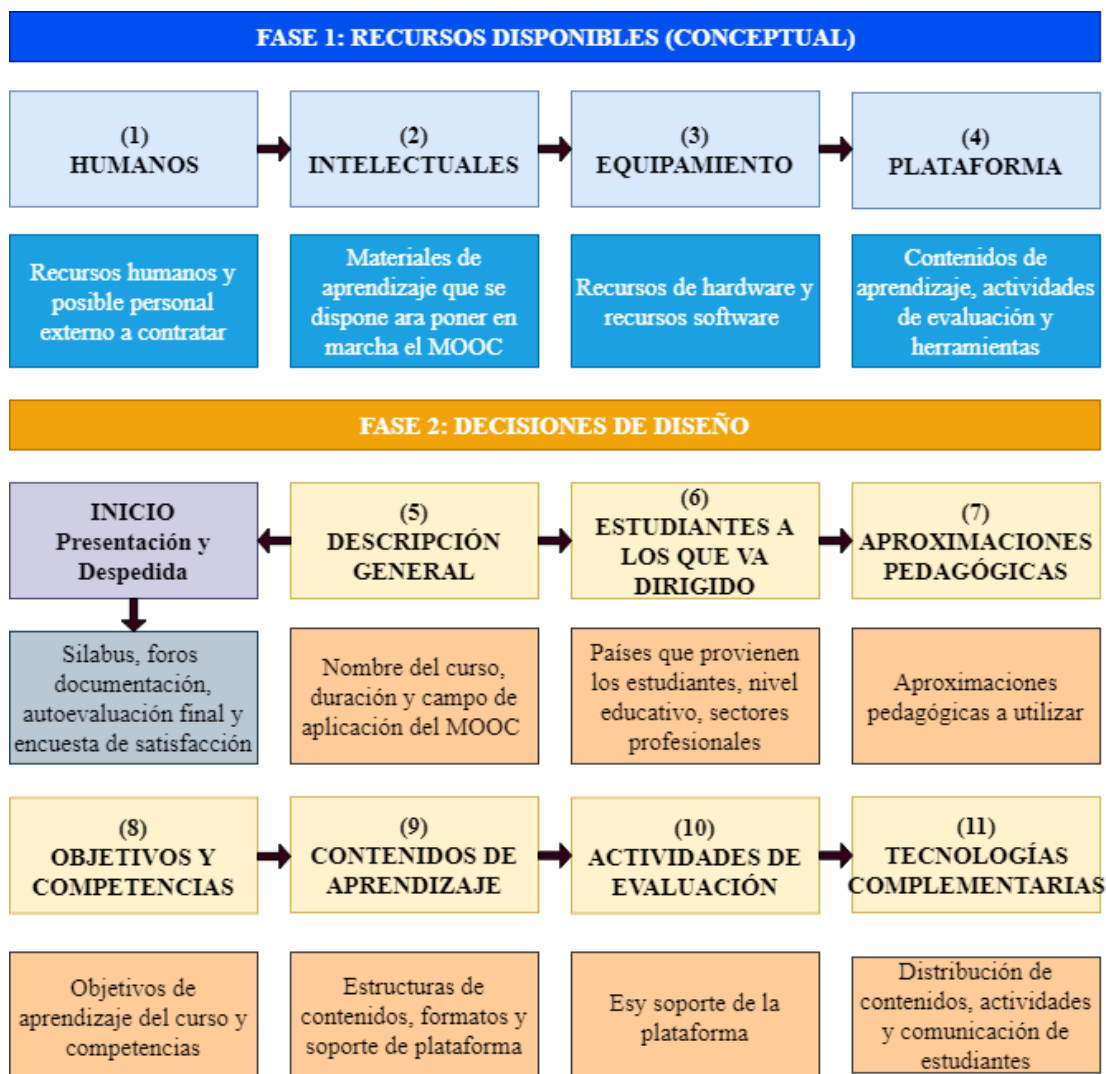 FASE 1: RECURSOS DISPONIBLES (CONCEPTUAL)
(1)
HUMANOS
(2)
INTELECTUALES
(3)
EQUIPAMIENTO
(4)
PLATAFORMA
Recursos humanos y
posible personal
externo a contratar
Materiales de
aprendizaje que se
dispone ara poner en
marcha el MOOC
Recursos de hardware y
recursos software
Contenidos de
aprendizaje, actividades
de evaluación y
herramientas
FASE 2: DECISIONES DE DISEÑO
INICIO
Presentación y
Despedida
(5)
DESCRIPCIÓN
GENERAL
(6)
ESTUDIANTES A
LOS QUE VA
DIRIGIDO
(7)
APROXIMACIONES
PEDAGÓGICAS
Silabus, foros
documentación,
autoevaluación final y
encuesta de satisfacción
Nombre del curso,
duración y campo de
aplicación del MOOC
Países que provienen
los estudiantes, nivel
educativo, sectores
profesionales
Aproximaciones
pedagógicas a utilizar
(8)
OBJETIVOS Y
COMPETENCIAS
(9)
CONTENIDOS DE
APRENDIZAJE
(10)
ACTIVIDADES DE
EVALUACIÓN
(11)
TECNOLOGÍAS
COMPLEMENTARIAS
Objetivos de
aprendizaje del curso y
competencias
Estructuras de
contenidos, formatos y
soporte de plataforma
Esy soporte de la
plataforma
Distribución de
contenidos, actividades
y comunicación de
estudiantes